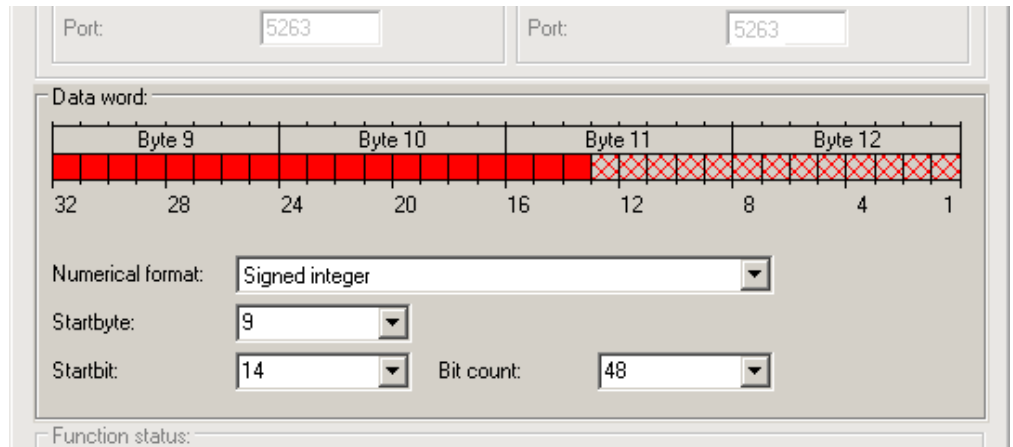 Port: 5263 Port: 5263
Data word:
Byte 9 Byte 10 Byte 11 Byte 12
32 28 24 20 16 12 8 4 1
Numerical format: Signed integer
Startbyte: 9
Startbit: 14 Bit count: 48
Function status: